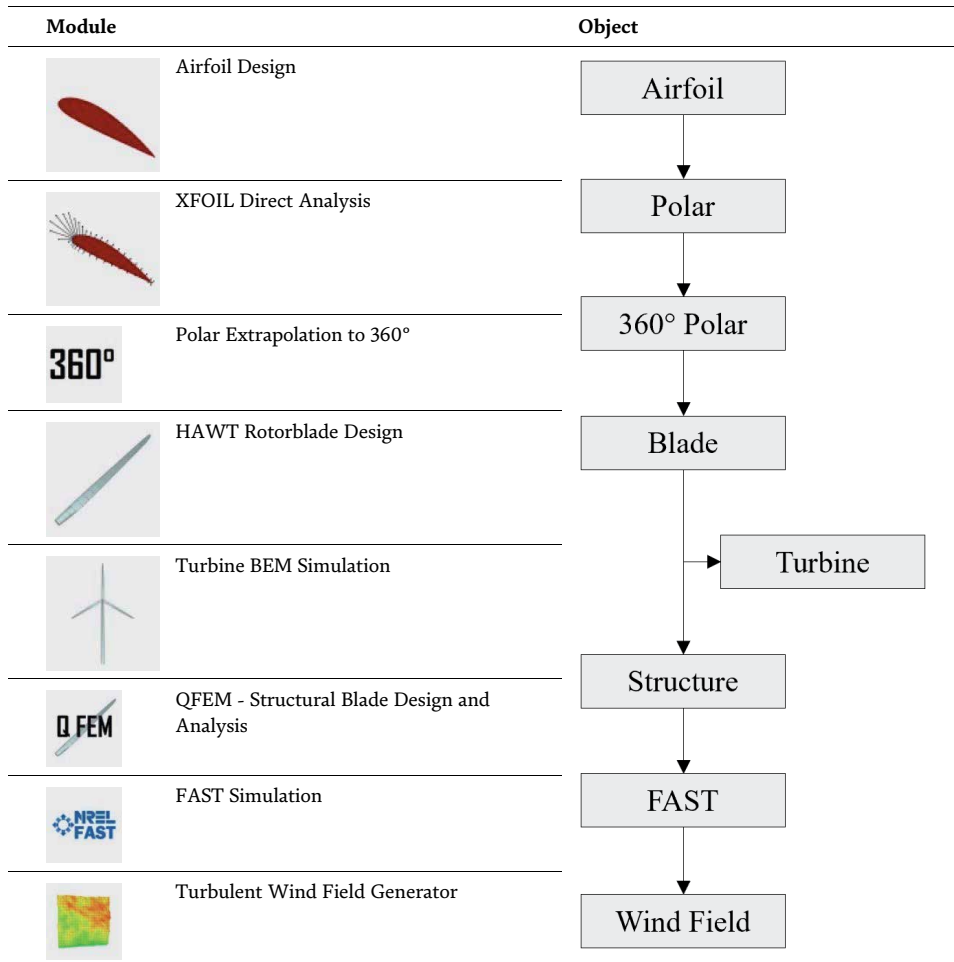 Module Object
Airfoil Design
Airfoil
XFOIL Direct Analysis
Polar
Polar Extrapolation to 360°
360°
360° Polar
HAWT Rotorblade Design
Blade
Turbine BEM Simulation
Turbine
QFEM - Structural Blade Design and
Analysis
Q FEM
Structure
FAST Simulation
NREL
FAST
FAST
Turbulent Wind Field Generator
Wind Field